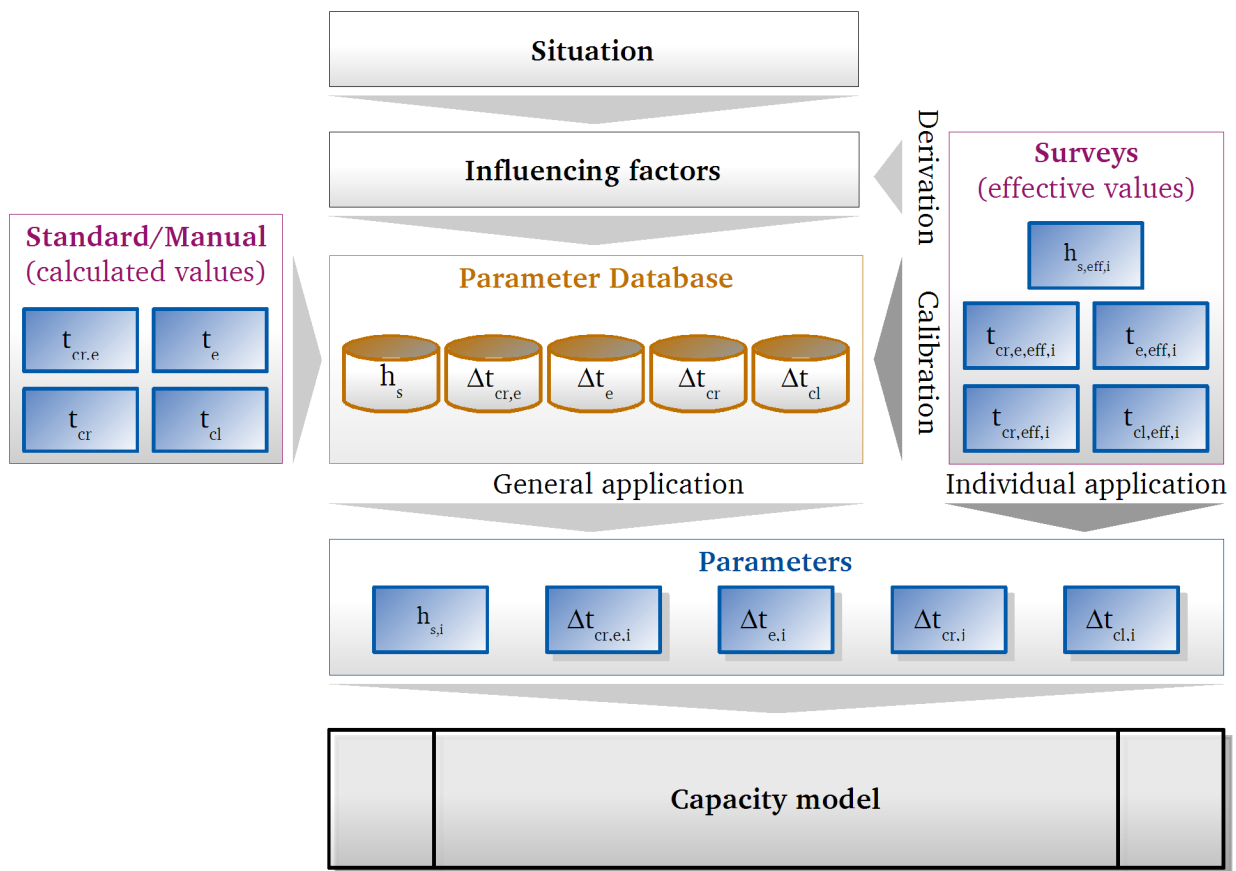 Situation
Influencing factors
Derivation
Surveys
(effective values)
h s,eff,i
t cr,e,eff,i
t e,eff,i
t cr,eff,i
t cl,eff,i
Standard/Manual
(calculated values)
t cr,e
t e
t cr
t cl
Parameter Database
h s
Δt cr,e
Δt e
Δt cr
Δt cl
Calibration
General application
Individual application
Parameters
h s,i
Δt cr,e,i
Δt e,i
Δt cr,j
Δt cl,i
Capacity model